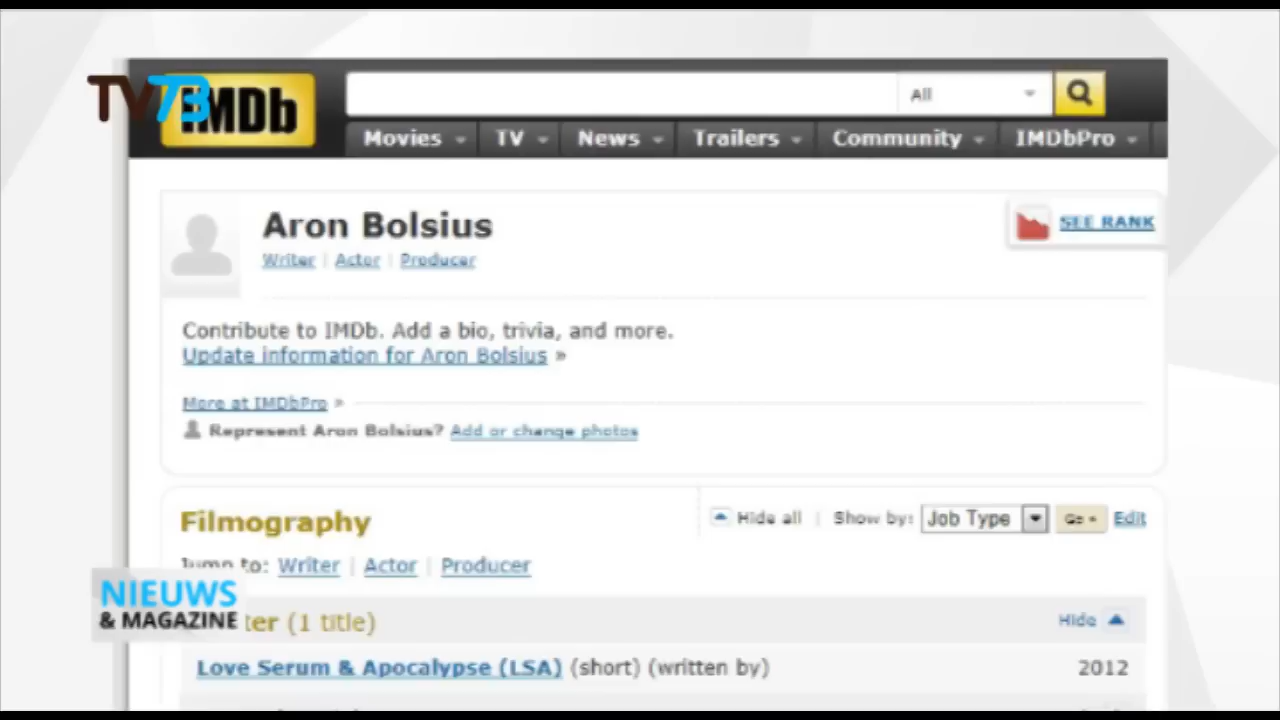 TV73
IMDb
All
Movies TV News Trailers Community IMDbPro
Aron Bolsius
SEE RANK
Writer | Actor | Producer
Contribute to IMDb. Add a bio, trivia, and more.
Update information for Aron Bolsius »
More at IMDbPro »
Represent Aron Bolsius? Add or change photos
Filmography
Hide all | Show by: Job Type Go Edit
Jump to: Writer | Actor | Producer
NIEUWS
& MAGAZINE
ter (1 title)
Hide
Love Serum & Apocalypse (LSA) (short) (written by) 2012